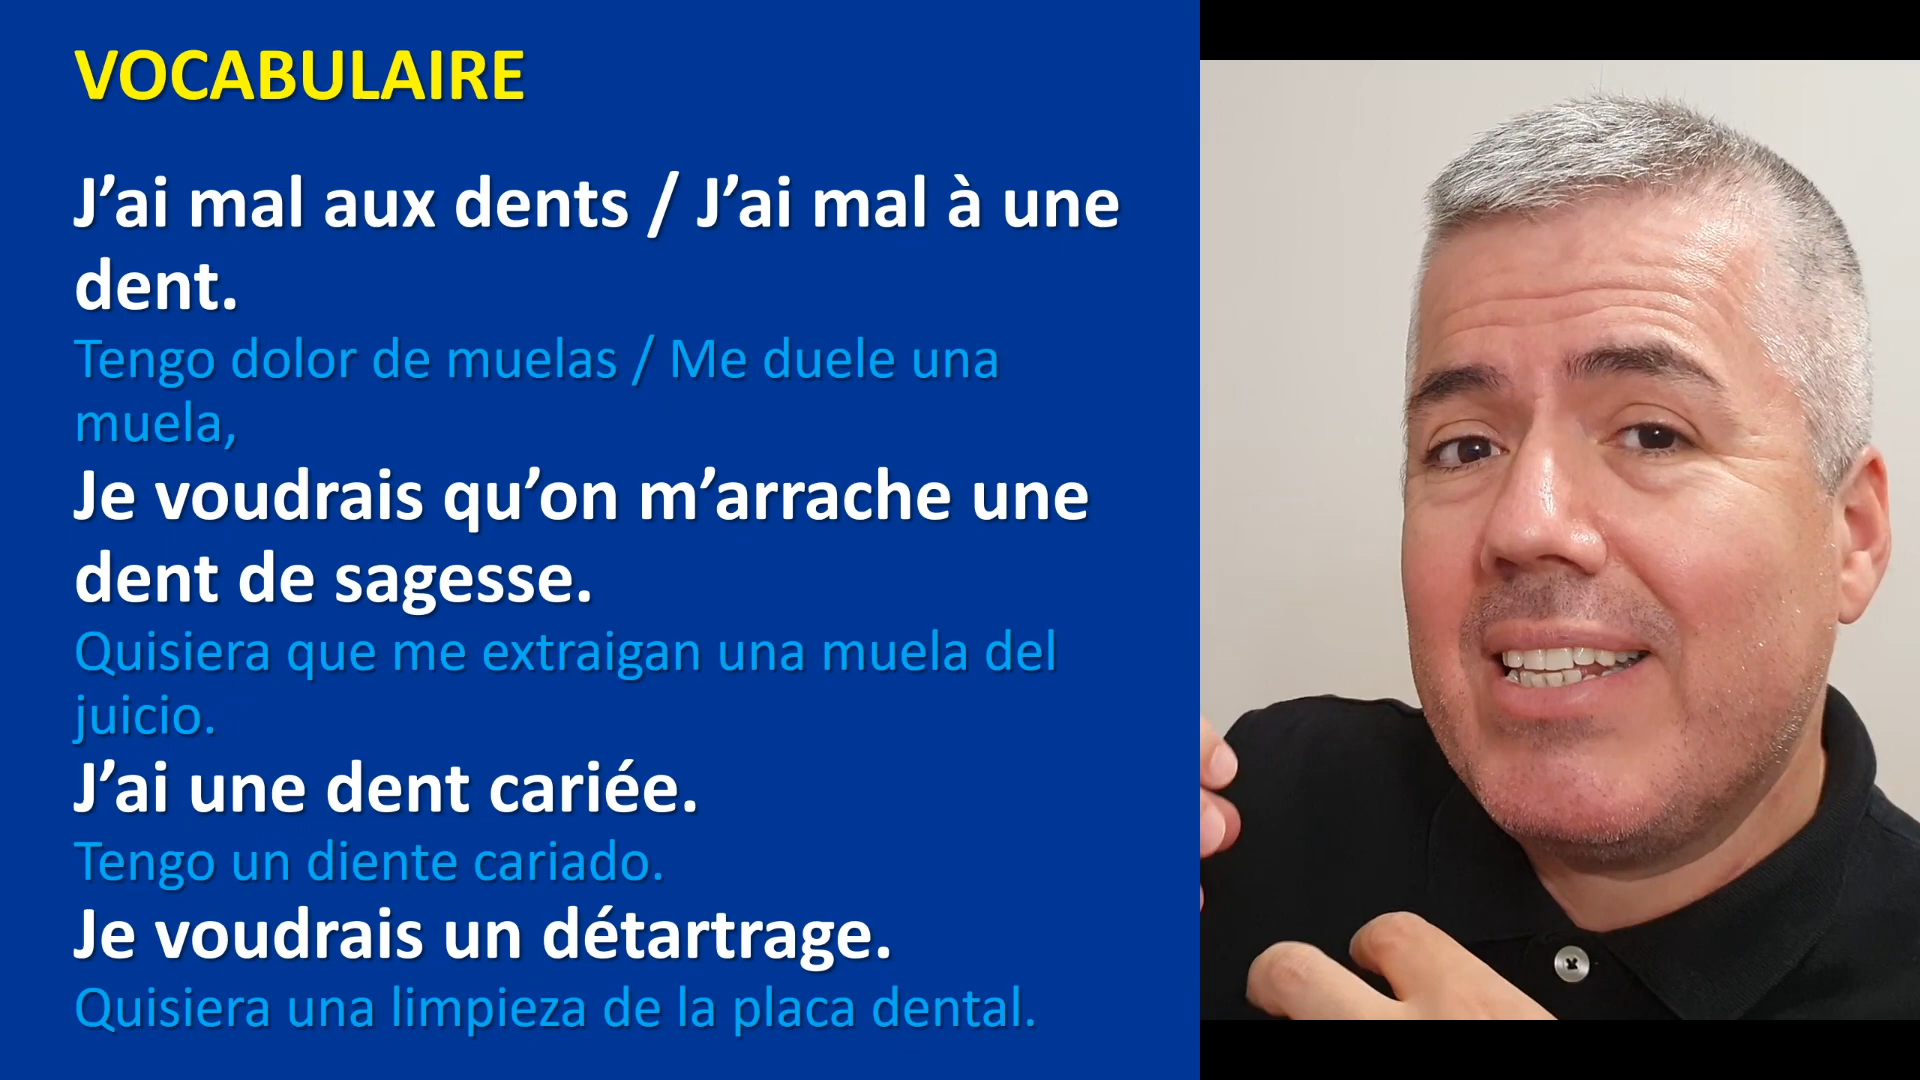 VOCABULAIRE
J’ai mal aux dents / J’ai mal à une
dent.
Tengo dolor de muelas / Me duele una
muela,
Je voudrais qu’on m’arrache une
dent de sagesse.
Quisiera que me extraigan una muela del
juicio.
J’ai une dent cariée.
Tengo un diente cariado.
Je voudrais un détartrage.
Quisiera una limpieza de la placa dental.